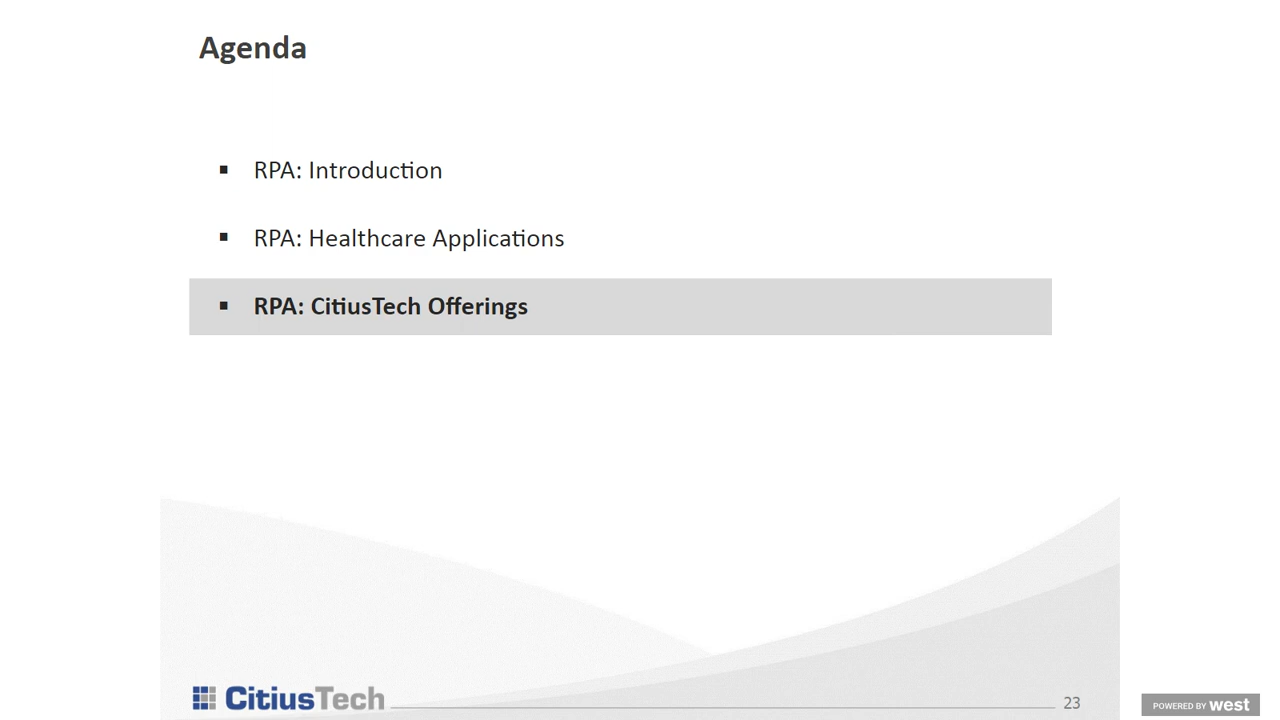 Agenda
▪ RPA: Introduction
▪ RPA: Healthcare Applications
▪ RPA: CitiusTech Offerings
CitiusTech
23
POWERED BY west